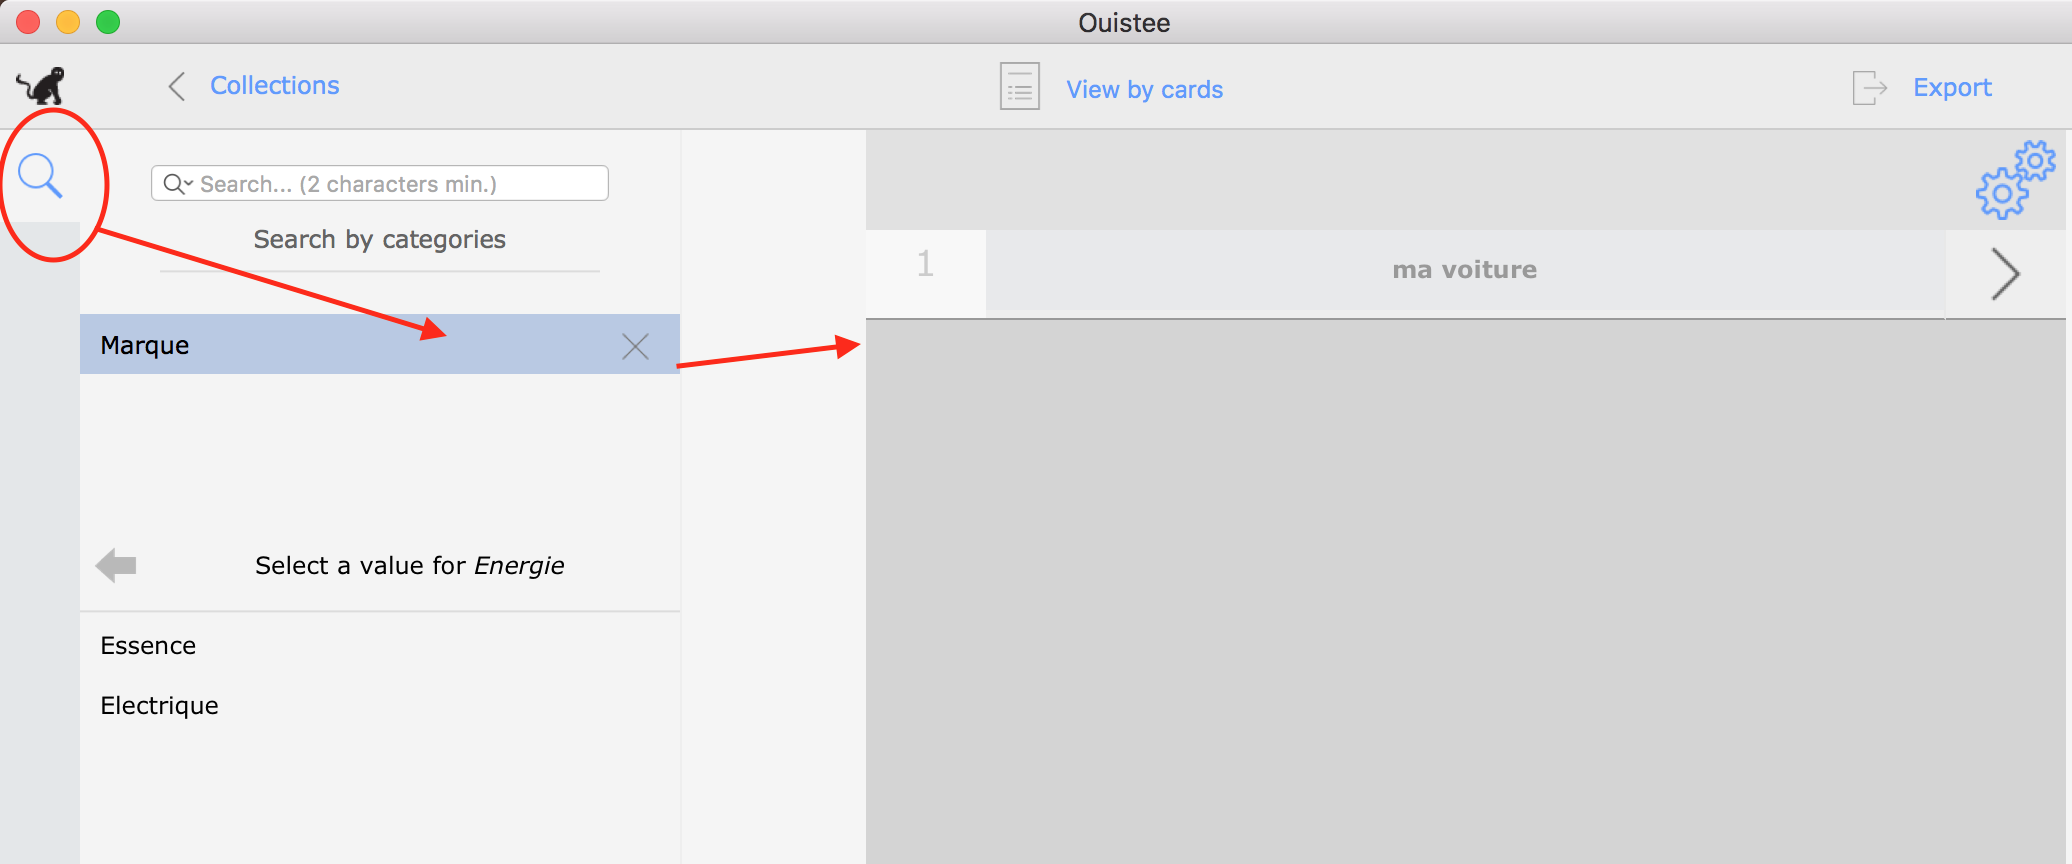 Ouistee
Collections
View by cards
Export
Search... (2 characters min.)
Search by categories
Marque
Select a value for Energie
Essence
Electrique
1
ma voiture